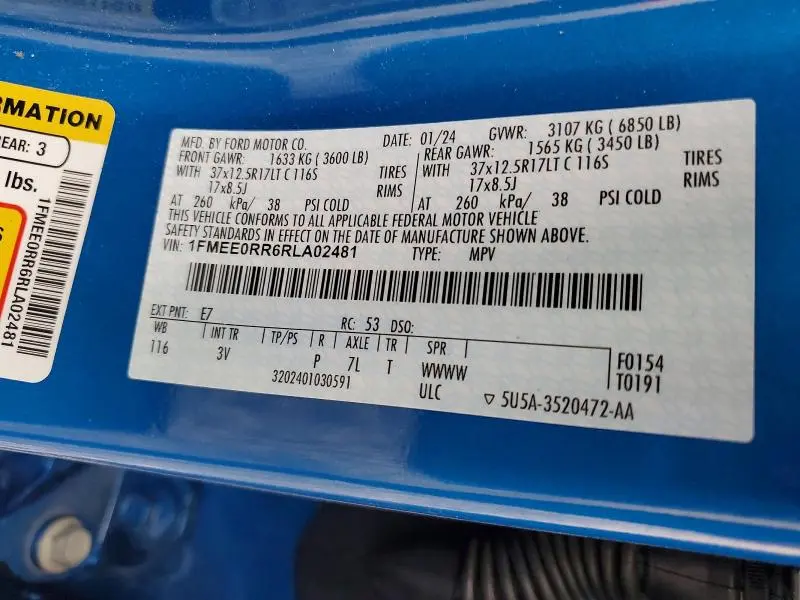 RMATION
REAR: 3
lbs.
S
1FMEE0RR6RLA02481
MFD. BY FORD MOTOR CO. DATE: 01/24 GVWR: 3107 KG ( 6850 LB)
FRONT GAWR: 1633 KG ( 3600 LB) REAR GAWR: 1565 KG ( 3450 LB)
WITH 37x12.5R17LT C 116S TIRES WITH 37x12.5R17LT C 116S TIRES
17x8.5J RIMS 17x8.5J RIMS
AT 260 kPa/ 38 PSI COLD AT 260 kPa/ 38 PSI COLD
THIS VEHICLE CONFORMS TO ALL APPLICABLE FEDERAL MOTOR VEHICLE
SAFETY STANDARDS IN EFFECT ON THE DATE OF MANUFACTURE SHOWN ABOVE.
VIN: 1FMEE0RR6RLA02481 TYPE: MPV
EXT PNT: E7 RC: 53 DSO:
WB INT TR TP/PS R AXLE TR SPR
116 3V P 7L T WWWW F0154
3202401030591 ULC T0191
5U5A-3520472-AA